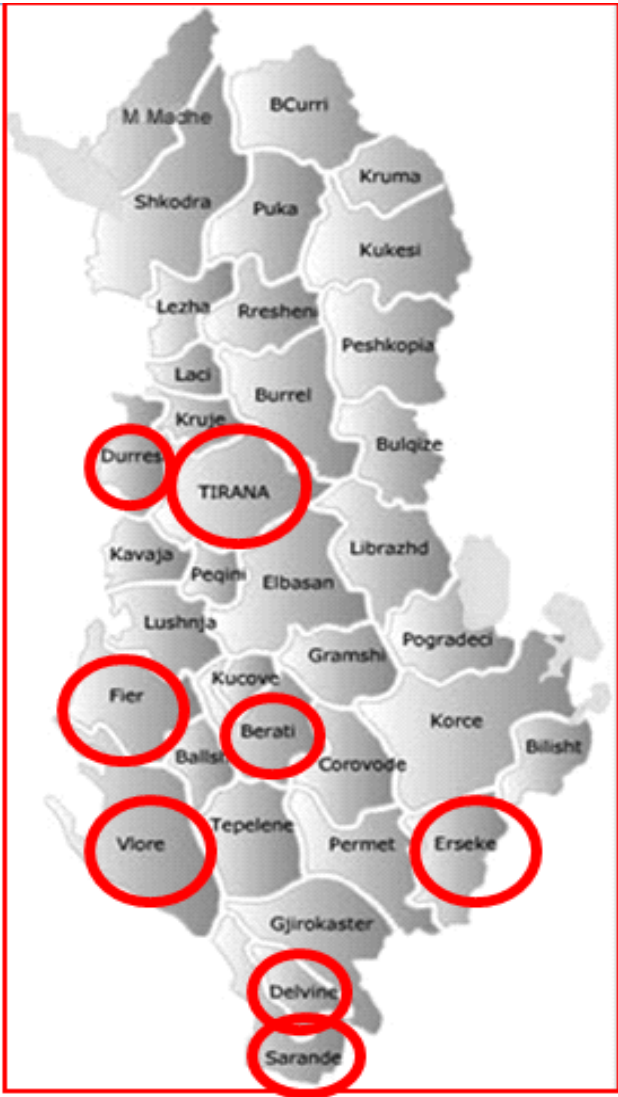 M Madhe
BCurri
Kruma
Shkodra
Puka
Kukesi
Lezha
Rresheni
Peshkopia
Laci
Burrel
Kruje
Bulqize
Durres
TIRANA
Librazhd
Kavaja
Peqini
Elbasan
Lushnja
Pogradeci
Gramshi
Kucove
Fier
Korce
Berati
Bilisht
Ballsh
Corovode
Tepelene
Vlore
Permet
Erseke
Gjirokaster
Delvine
Sarande